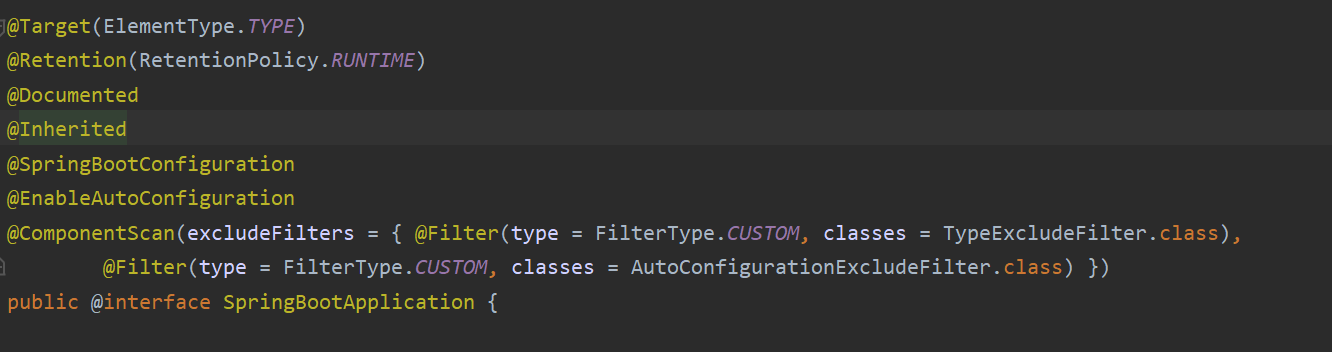 @Target(ElementType.TYPE)
@Retention(RetentionPolicy.RUNTIME)
@Documented
@Inherited
@SpringBootConfiguration
@EnableAutoConfiguration
@ComponentScan(excludeFilters = { @Filter(type = FilterType.CUSTOM, classes = TypeExcludeFilter.class),
@Filter(type = FilterType.CUSTOM, classes = AutoConfigurationExcludeFilter.class) })
public @interface SpringBootApplication {